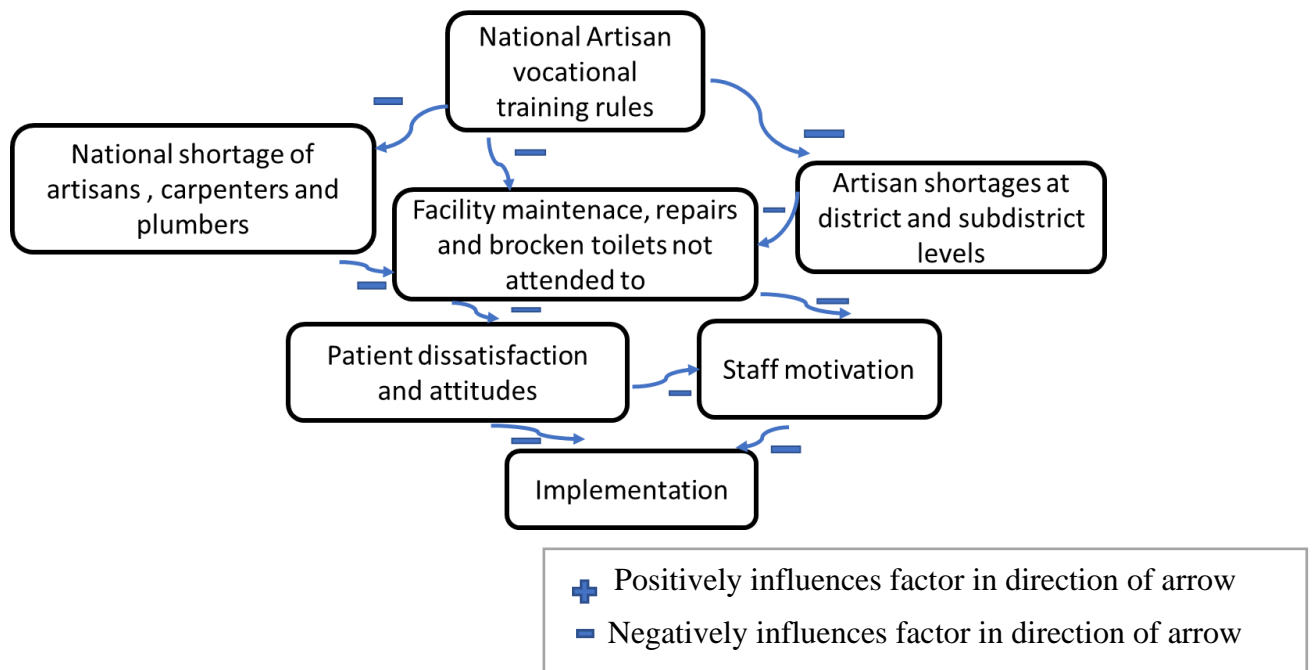 National Artisan
vocational
training rules
National shortage of
artisans , carpenters and
plumbers
Facility maintenace, repairs
and brocken toilets not
attended to
Artisan shortages at
district and subdistrict
levels
Patient dissatisfaction
and attitudes
Staff motivation
Implementation
Positively influences factor in direction of arrow
Negatively influences factor in direction of arrow